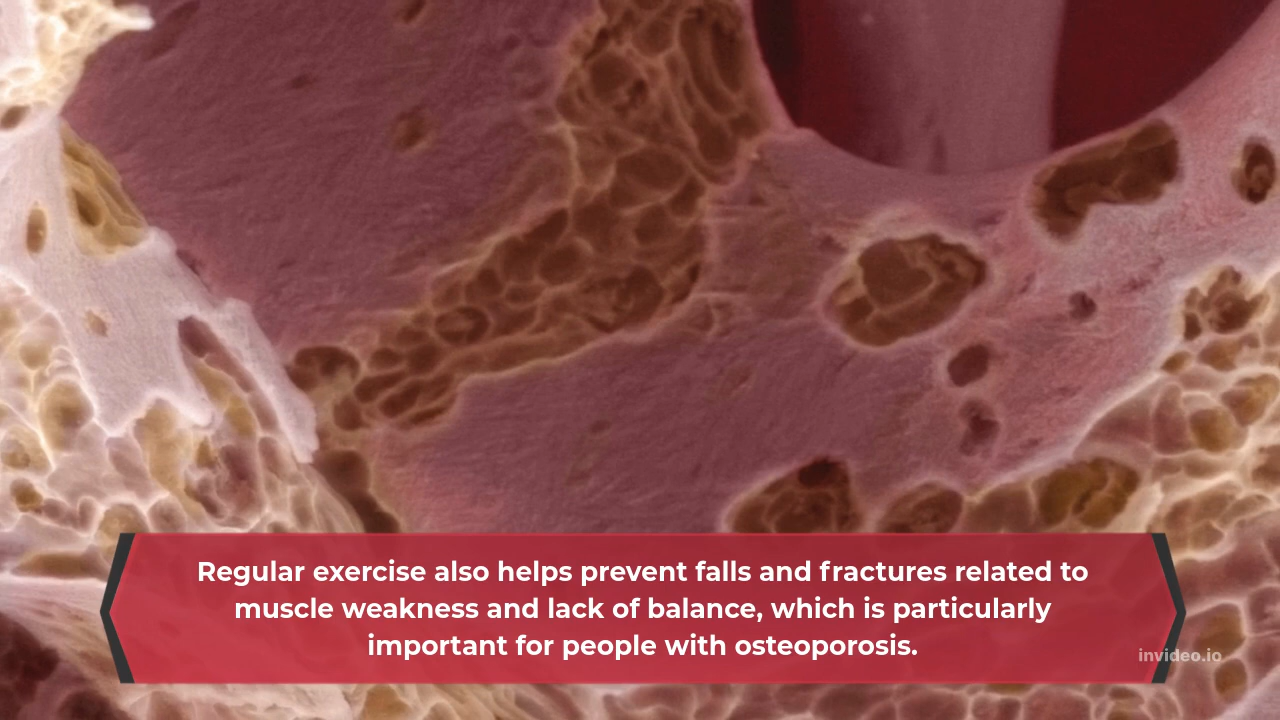 Regular exercise also helps prevent falls and fractures related to
muscle weakness and lack of balance, which is particularly
important for people with osteoporosis.
invideo.io